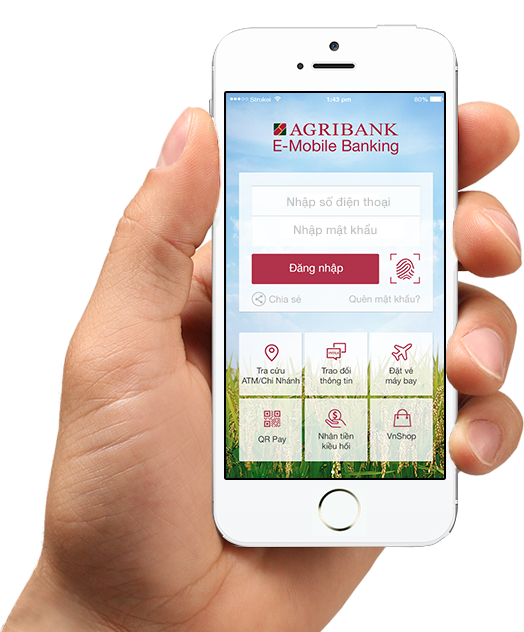 Strukel
1:43 pm
80%
AGRIBANK
E-Mobile Banking
Nhập số điện thoại
Nhập mật khẩu
Đăng nhập
Chia sẻ
Quên mật khẩu?
Tra cứu
ATM/Chi Nhánh
Trao đổi
thông tin
Đặt vé
máy bay
QR Pay
Nhận tiền
kiều hối
VnShop